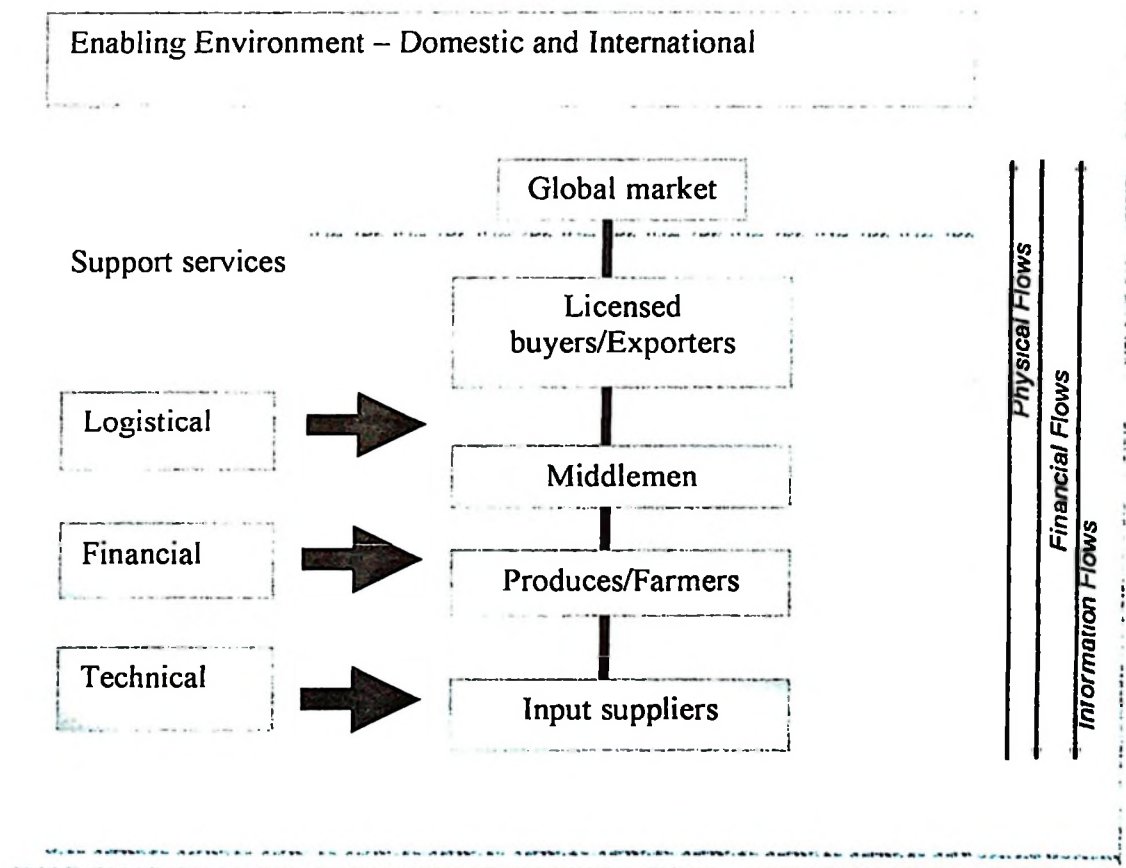 Enabling Environment – Domestic and International
Global market
Support services
Licensed
buyers/Exporters
Logistical
Middlemen
Financial
Produces/Farmers
Technical
Input suppliers
Physical Flows
Financial Flows
Information Flows